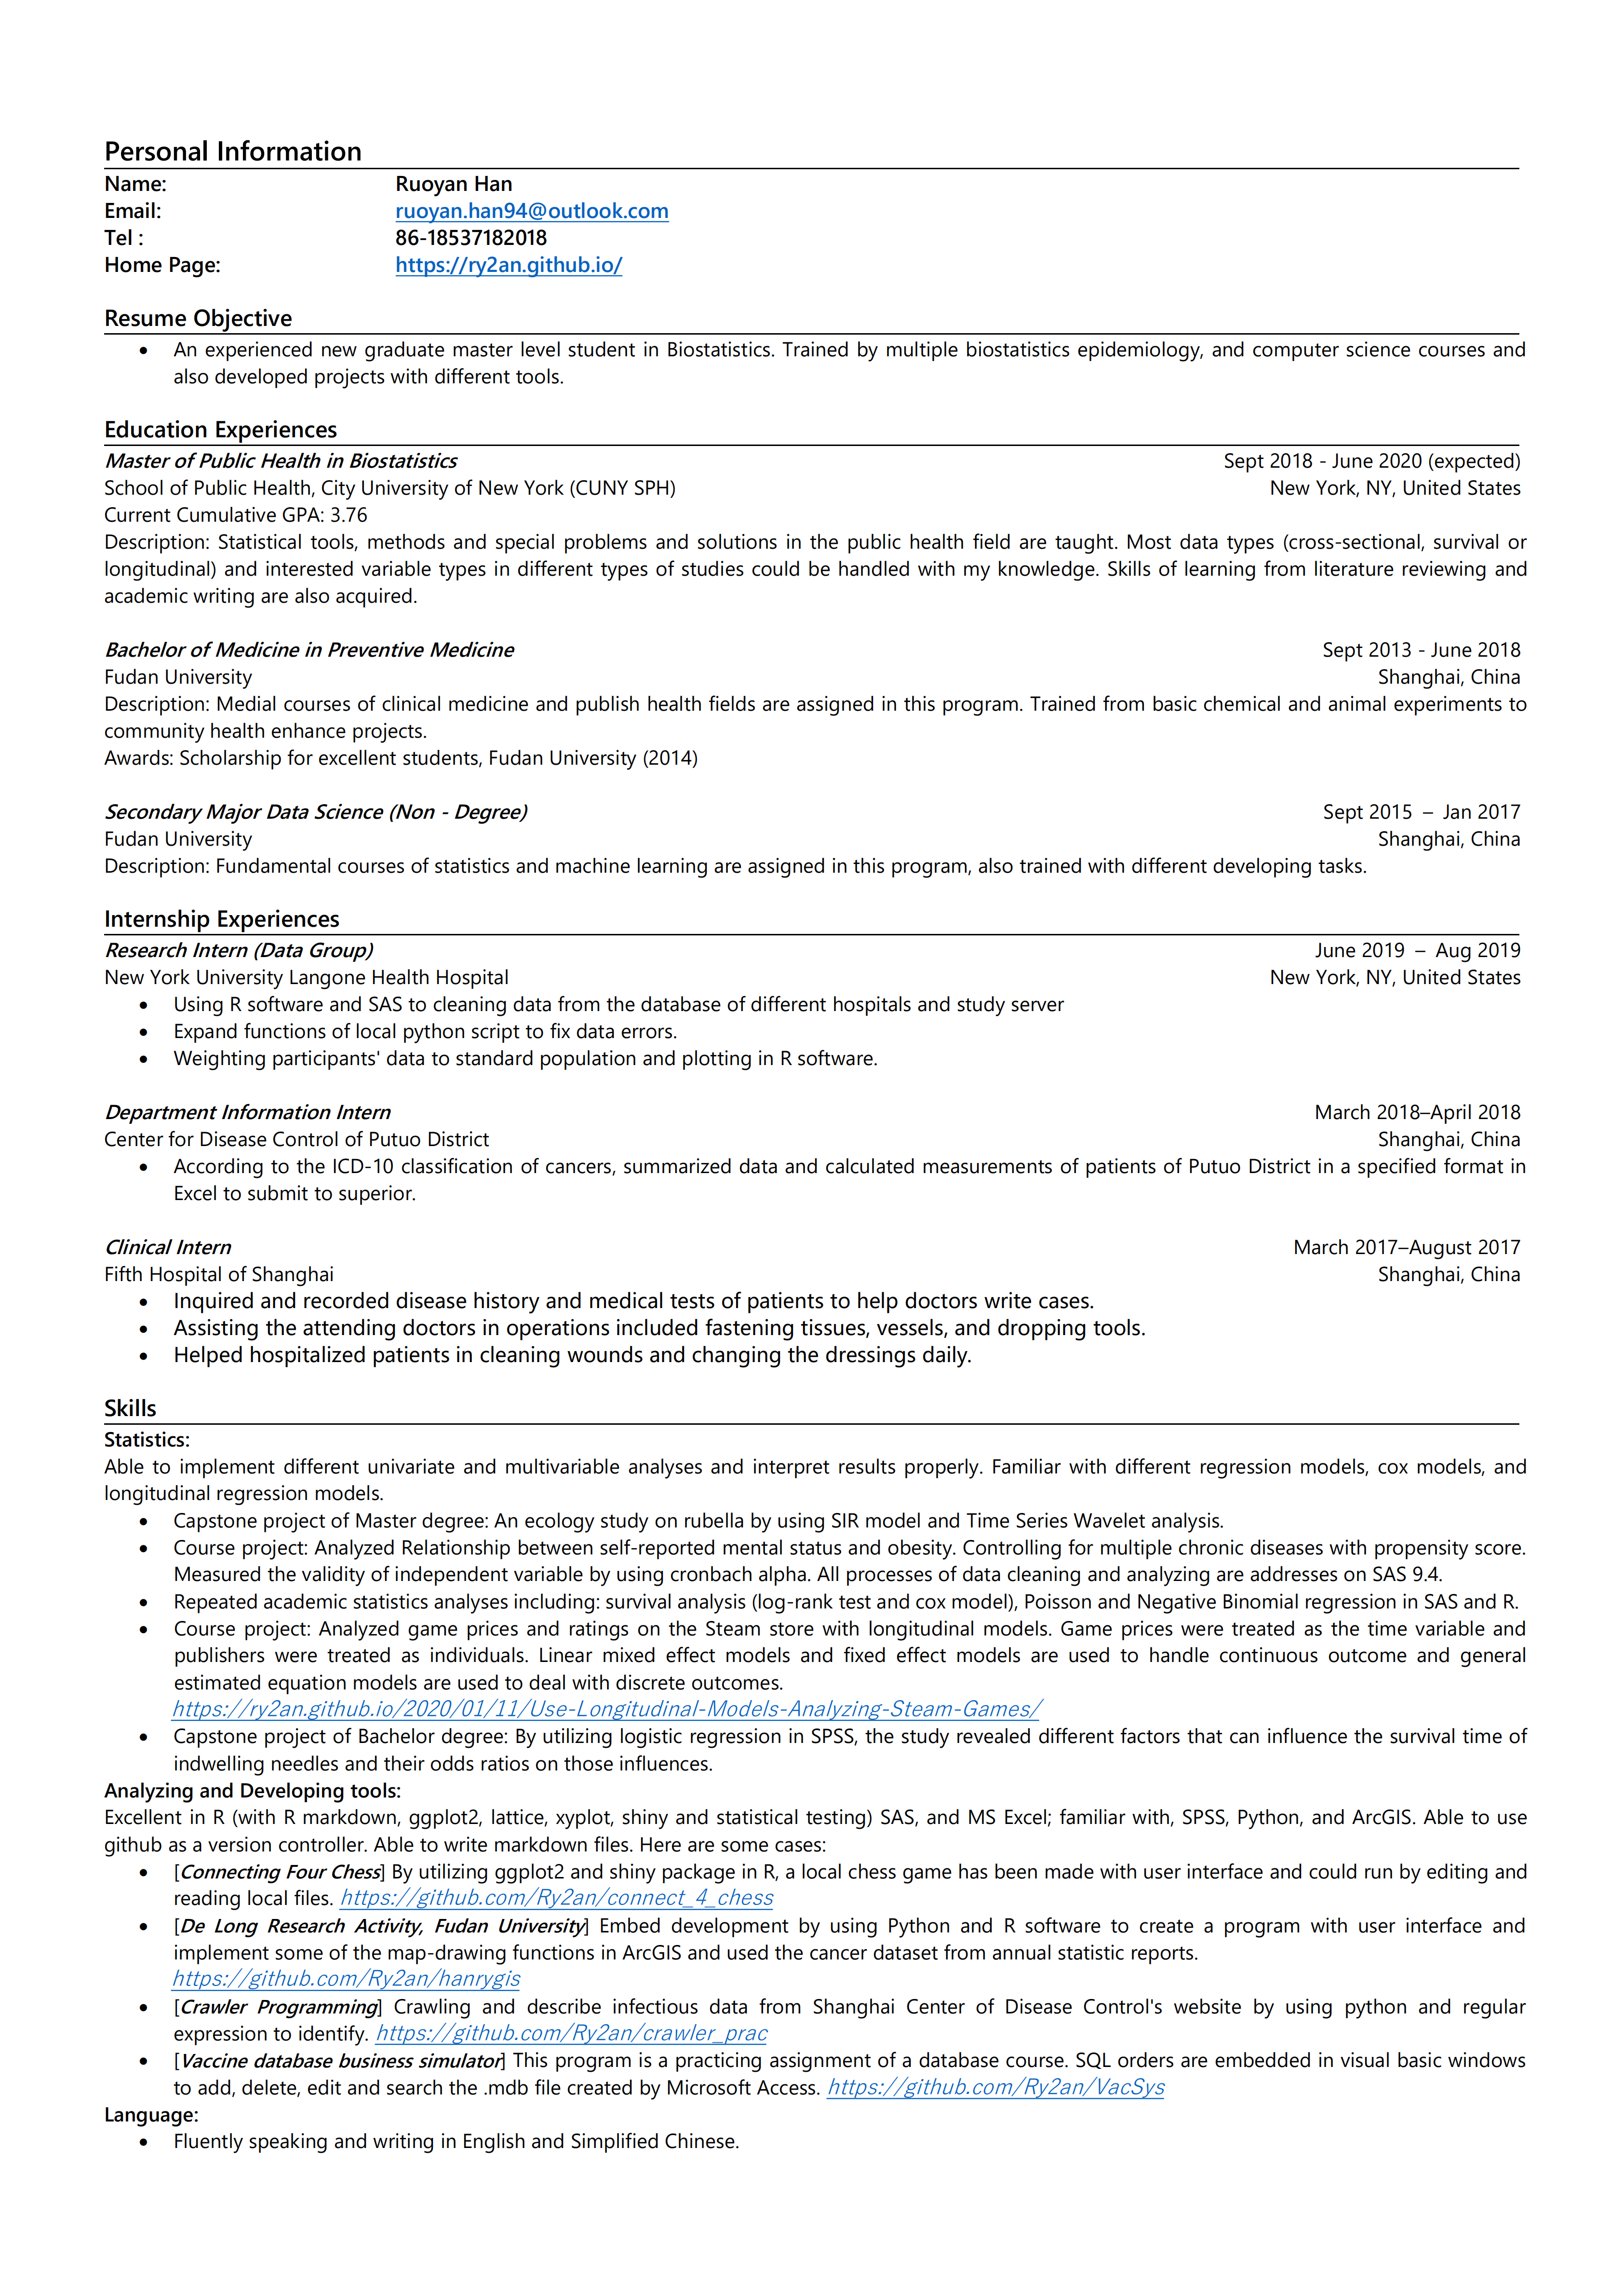 Personal Information
Name: Ruoyan Han
Email: ruoyan.han94@outlook.com
Tel : 86-18537182018
Home Page: https://ry2an.github.io/
Resume Objective
• An experienced new graduate master level student in Biostatistics. Trained by multiple biostatistics epidemiology, and computer science courses and
also developed projects with different tools.
Education Experiences
Master of Public Health in Biostatistics Sept 2018 - June 2020 (expected)
School of Public Health, City University of New York (CUNY SPH) New York, NY, United States
Current Cumulative GPA: 3.76
Description: Statistical tools, methods and special problems and solutions in the public health field are taught. Most data types (cross-sectional, survival or
longitudinal) and interested variable types in different types of studies could be handled with my knowledge. Skills of learning from literature reviewing and
academic writing are also acquired.
Bachelor of Medicine in Preventive Medicine Sept 2013 - June 2018
Fudan University Shanghai, China
Description: Medial courses of clinical medicine and publish health fields are assigned in this program. Trained from basic chemical and animal experiments to
community health enhance projects.
Awards: Scholarship for excellent students, Fudan University (2014)
Secondary Major Data Science (Non - Degree) Sept 2015 – Jan 2017
Fudan University Shanghai, China
Description: Fundamental courses of statistics and machine learning are assigned in this program, also trained with different developing tasks.
Internship Experiences
Research Intern (Data Group) June 2019 – Aug 2019
New York University Langone Health Hospital New York, NY, United States
• Using R software and SAS to cleaning data from the database of different hospitals and study server
• Expand functions of local python script to fix data errors.
• Weighting participants' data to standard population and plotting in R software.
Department Information Intern March 2018–April 2018
Center for Disease Control of Putuo District Shanghai, China
• According to the ICD-10 classification of cancers, summarized data and calculated measurements of patients of Putuo District in a specified format in
Excel to submit to superior.
Clinical Intern March 2017–August 2017
Fifth Hospital of Shanghai Shanghai, China
• Inquired and recorded disease history and medical tests of patients to help doctors write cases.
• Assisting the attending doctors in operations included fastening tissues, vessels, and dropping tools.
• Helped hospitalized patients in cleaning wounds and changing the dressings daily.
Skills
Statistics:
Able to implement different univariate and multivariable analyses and interpret results properly. Familiar with different regression models, cox models, and
longitudinal regression models.
• Capstone project of Master degree: An ecology study on rubella by using SIR model and Time Series Wavelet analysis.
• Course project: Analyzed Relationship between self-reported mental status and obesity. Controlling for multiple chronic diseases with propensity score.
Measured the validity of independent variable by using cronbach alpha. All processes of data cleaning and analyzing are addresses on SAS 9.4.
• Repeated academic statistics analyses including: survival analysis (log-rank test and cox model), Poisson and Negative Binomial regression in SAS and R.
• Course project: Analyzed game prices and ratings on the Steam store with longitudinal models. Game prices were treated as the time variable and
publishers were treated as individuals. Linear mixed effect models and fixed effect models are used to handle continuous outcome and general
estimated equation models are used to deal with discrete outcomes.
https://ry2an.github.io/2020/01/11/Use-Longitudinal-Models-Analyzing-Steam-Games/
• Capstone project of Bachelor degree: By utilizing logistic regression in SPSS, the study revealed different factors that can influence the survival time of
indwelling needles and their odds ratios on those influences.
Analyzing and Developing tools:
Excellent in R (with R markdown, ggplot2, lattice, xyplot, shiny and statistical testing) SAS, and MS Excel; familiar with, SPSS, Python, and ArcGIS. Able to use
github as a version controller. Able to write markdown files. Here are some cases:
• [Connecting Four Chess] By utilizing ggplot2 and shiny package in R, a local chess game has been made with user interface and could run by editing and
reading local files. https://github.com/Ry2an/connect_4_chess
• [De Long Research Activity, Fudan University] Embed development by using Python and R software to create a program with user interface and
implement some of the map-drawing functions in ArcGIS and used the cancer dataset from annual statistic reports.
https://github.com/Ry2an/hanrygis
• [Crawler Programming] Crawling and describe infectious data from Shanghai Center of Disease Control's website by using python and regular
expression to identify. https://github.com/Ry2an/crawler_prac
• [Vaccine database business simulator] This program is a practicing assignment of a database course. SQL orders are embedded in visual basic windows
to add, delete, edit and search the .mdb file created by Microsoft Access. https://github.com/Ry2an/VacSys
Language:
• Fluently speaking and writing in English and Simplified Chinese.